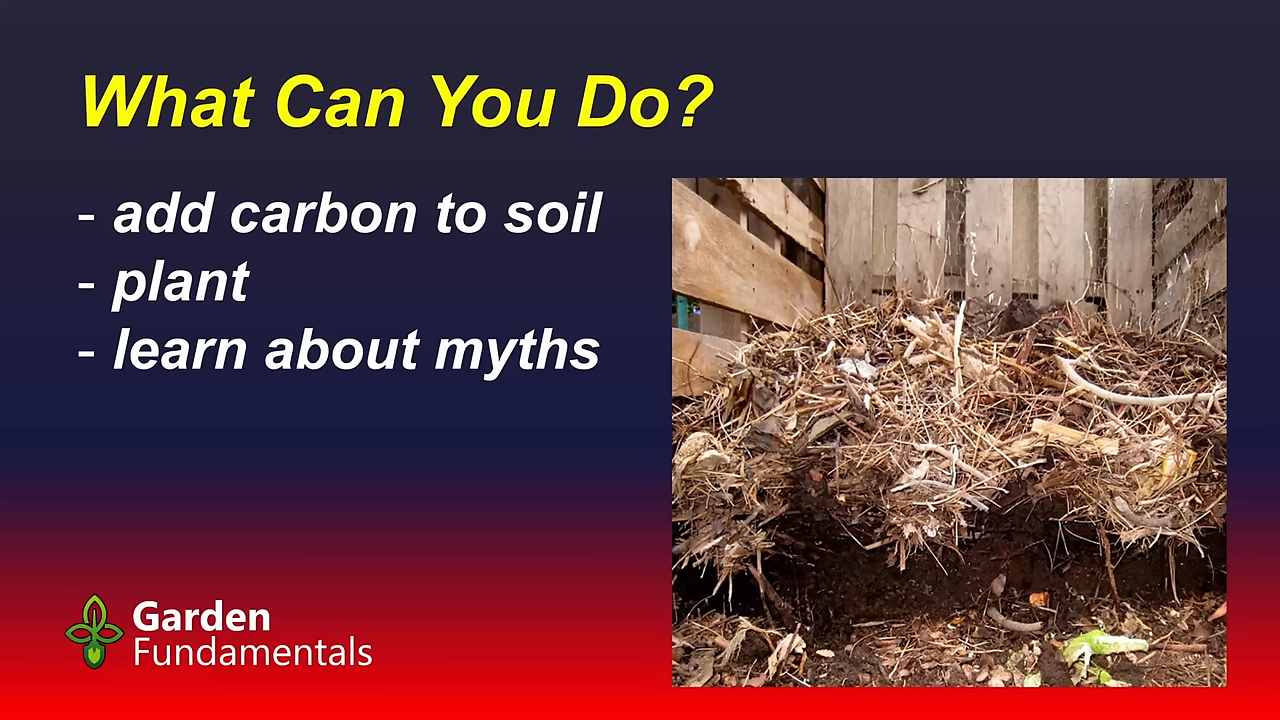 What Can You Do?
- add carbon to soil
- plant
- learn about myths
Garden
Fundamentals